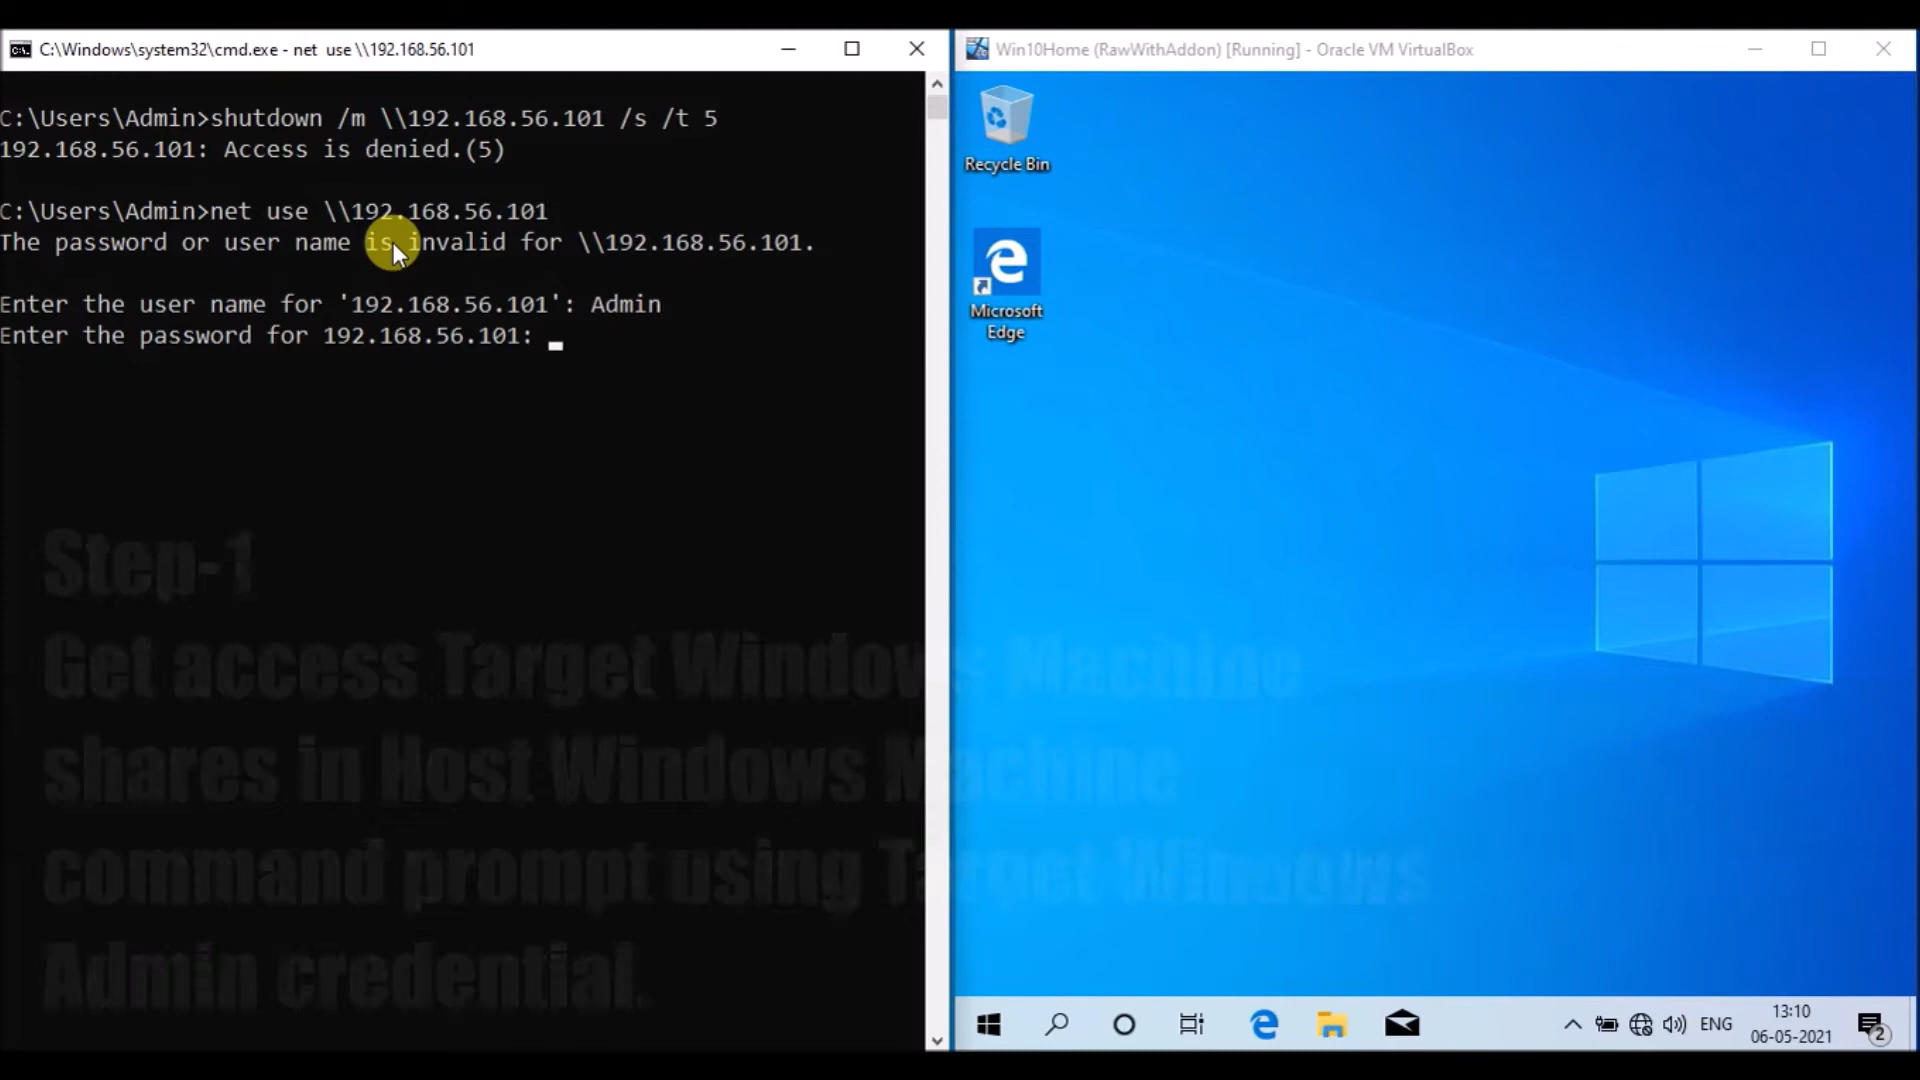 C:\Windows\system32\cmd.exe - net  use \\192.168.56.101
C:\Users\Admin>shutdown /m \\192.168.56.101 /s /t 5
192.168.56.101: Access is denied.(5)
C:\Users\Admin>net use \\192.168.56.101
The password or user name is invalid for \\192.168.56.101.
Enter the user name for '192.168.56.101': Admin
Enter the password for 192.168.56.101:
Step-1
Get access Target Windows Machine
shares in Host Windows Machine
command prompt using Target Windows
Admin credential.
Win10Home (RawWithAddon) [Running] - Oracle VM VirtualBox
Recycle Bin
Microsoft
Edge
ENG
13:10
06-05-2021
2